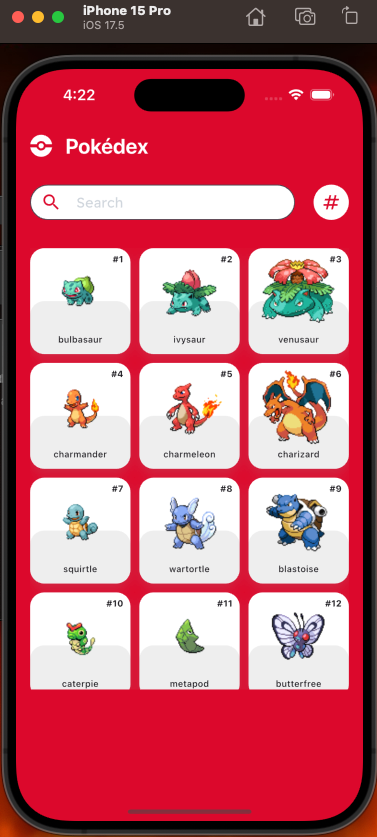 iPhone 15 Pro
iOS 17.5
4:22
Pokédex
Search
#
#1
#2
#3
bulbasaur
ivysaur
venusaur
#4
#5
#6
charmander
charmeleon
charizard
#7
#8
#9
squirtle
wartortle
blastoise
#10
#11
#12
caterpie
metapod
butterfree